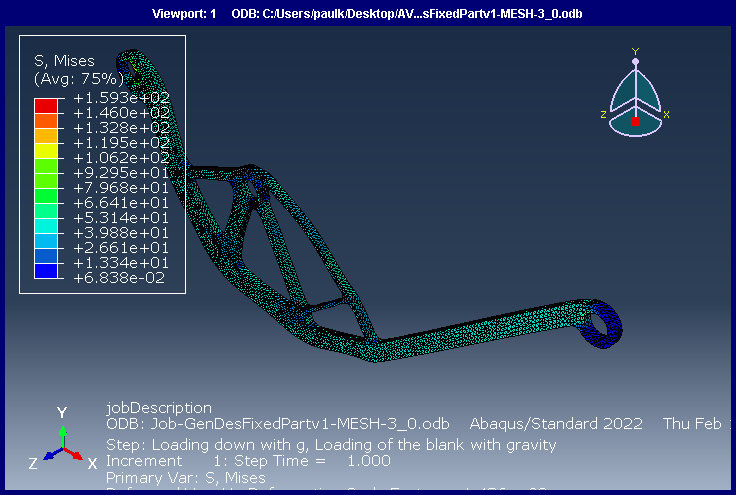 Viewport: 1 ODB: C:/Users/paulk/Desktop/AV...sFixedPartv1-MESH-3_0.odb
S, Mises
(Avg: 75%)
+1.593e+02
+1.460e+02
+1.328e+02
+1.195e+02
+1.062e+02
+9.295e+01
+7.968e+01
+6.641e+01
+5.314e+01
+3.988e+01
+2.661e+01
+1.334e+01
+6.838e-02
Y
Z X
Y
Z X
jobDescription
ODB: Job-GenDesFixedPartv1-MESH-3_0.odb Abaqus/Standard 2022 Thu Feb
Step: Loading down with g, Loading of the blank with gravity
Increment 1: Step Time = 1.000
Primary Var: S, Mises